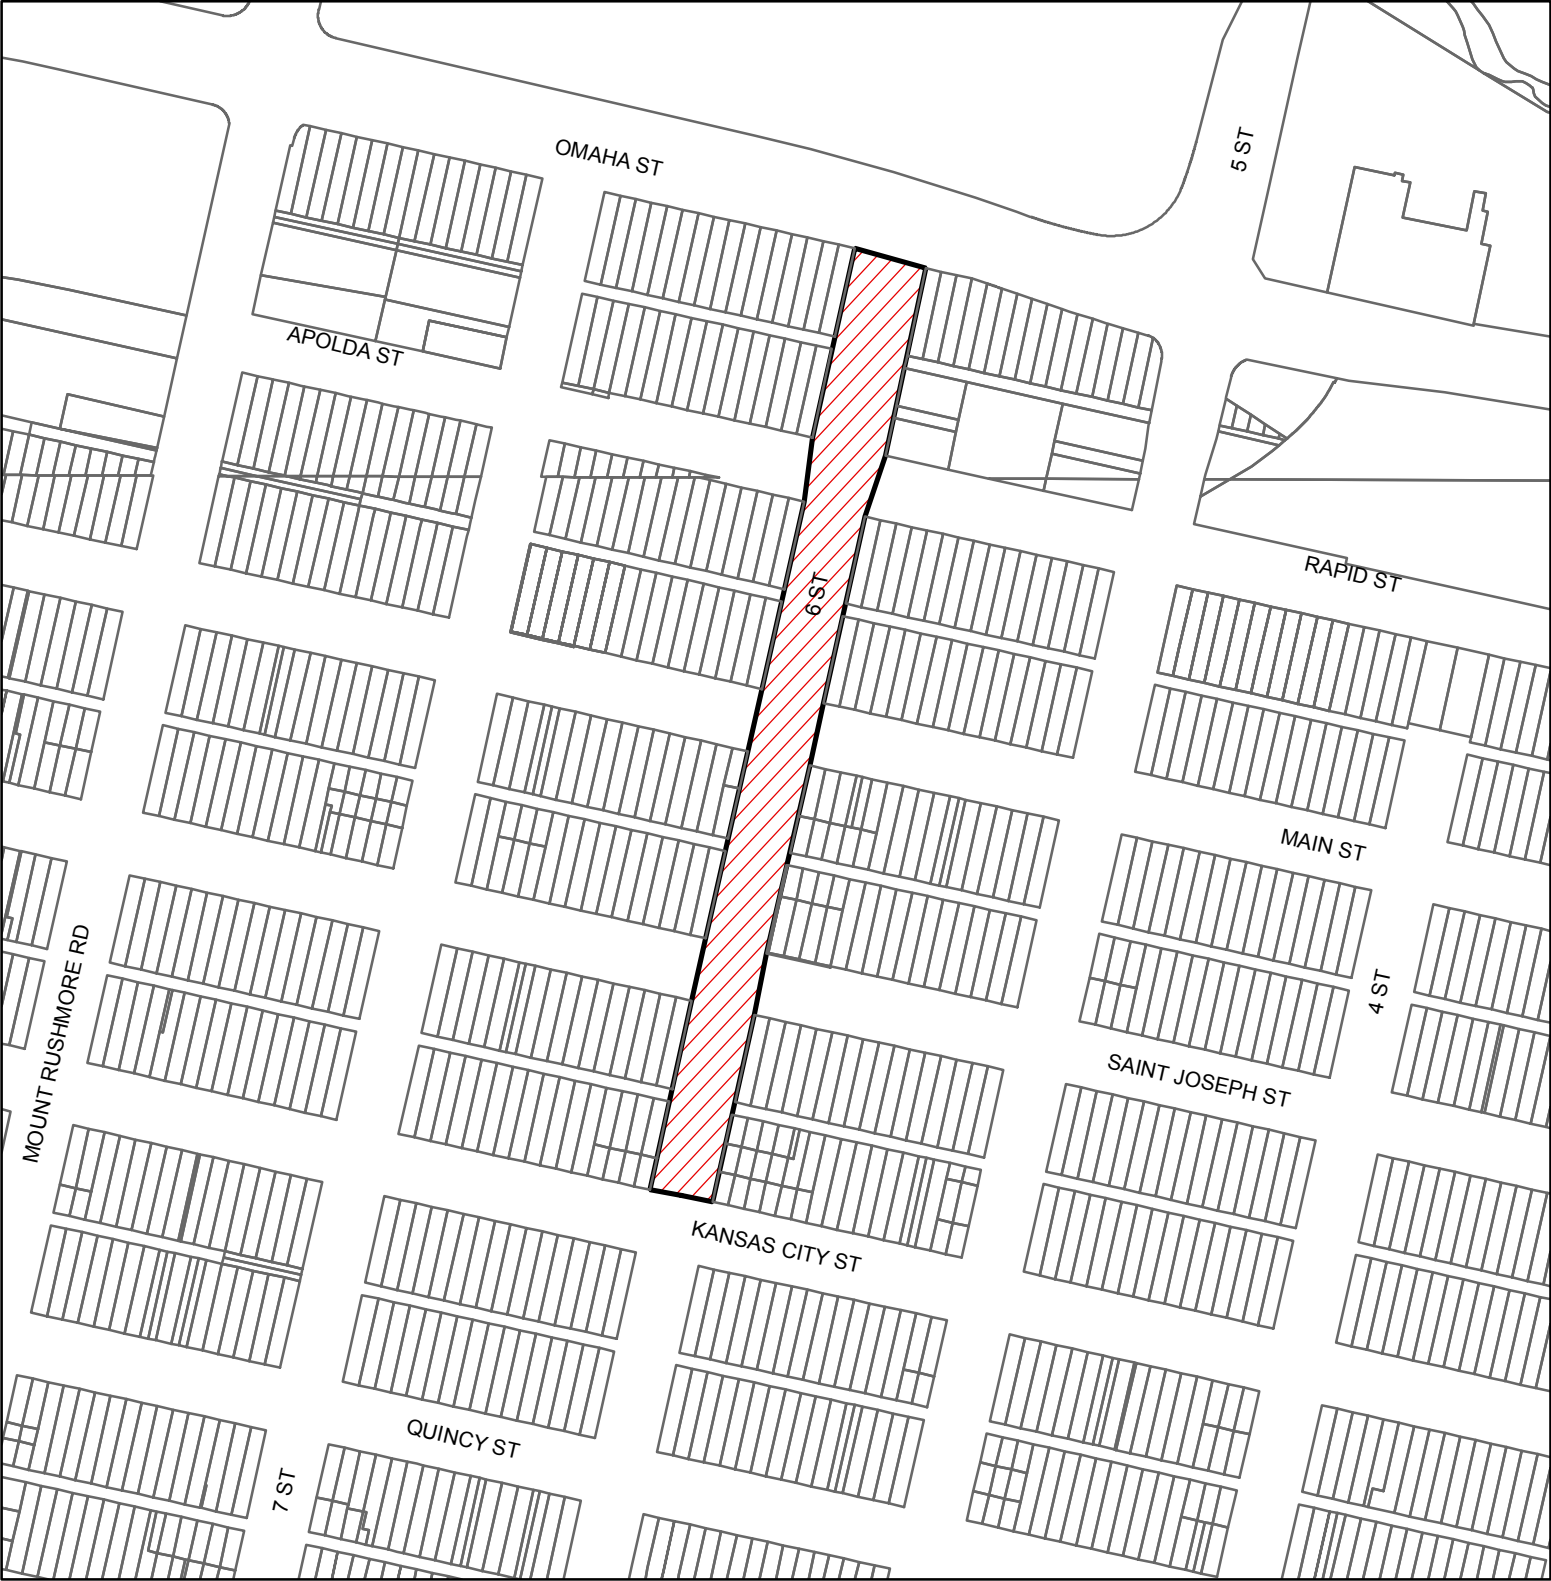 OMAHA ST
5 ST
APOLDA ST
RAPID ST
6 ST
MAIN ST
MOUNT RUSHMORE RD
4 ST
SAINT JOSEPH ST
KANSAS CITY ST
QUINCY ST
7 ST